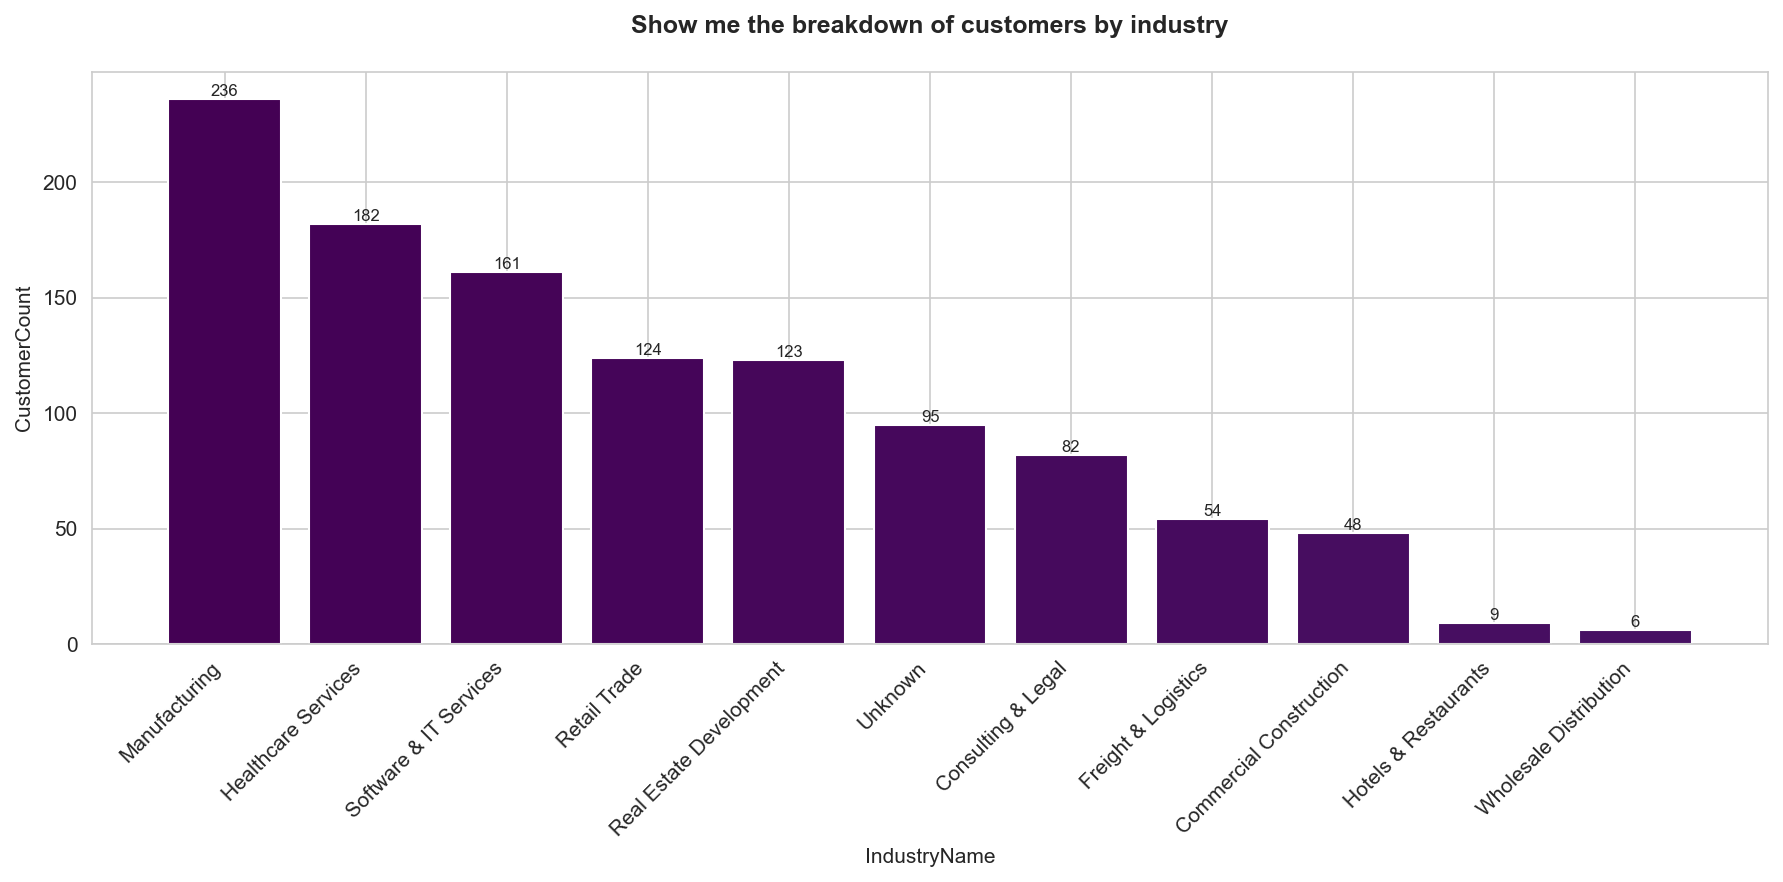 Show me the breakdown of customers by industry
CustomerCount
200
150
100
50
0
236
182
161
124
123
95
82
54
48
9
6
Manufacturing
Healthcare Services
Software & IT Services
Retail Trade
Real Estate Development
Unknown
Consulting & Legal
Freight & Logistics
Commercial Construction
Hotels & Restaurants
Wholesale Distribution
IndustryName